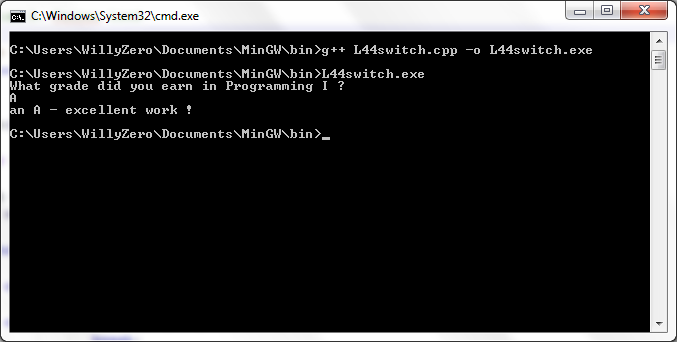 C:\Windows\System32\cmd.exe
C:\Users\WillyZero\Documents\MinGW\bin>g++ L44switch.cpp -o L44switch.exe
C:\Users\WillyZero\Documents\MinGW\bin>L44switch.exe
What grade did you earn in Programming I ?
A
an A - excellent work !
C:\Users\WillyZero\Documents\MinGW\bin>_